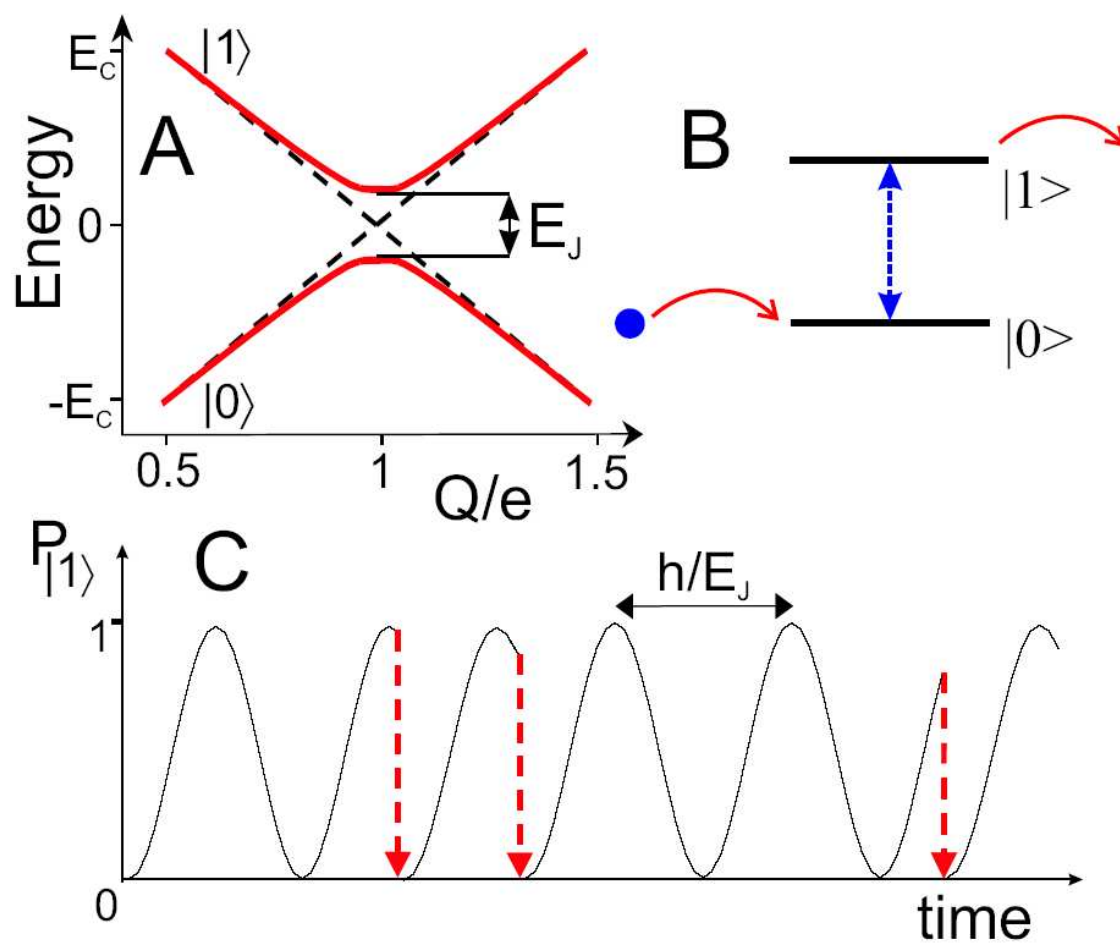 A
Energy
E_C
0
-E_C
|1⟩
|0⟩
E_J
0.5
1
1.5
Q/e
B
|1>
|0>
C
P_|1⟩
1
0
h/E_J
time